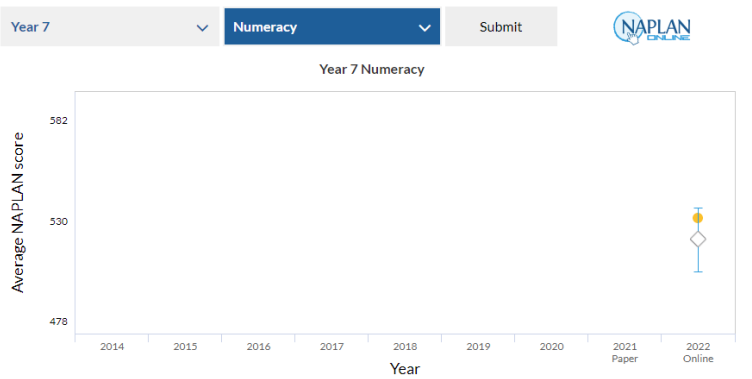 Year 7 Numeracy Submit NAPLAN
ONLINE
Year 7 Numeracy
582
530
478
Average NAPLAN score
2014 2015 2016 2017 2018 2019 2020 2021 2022
Paper Online
Year